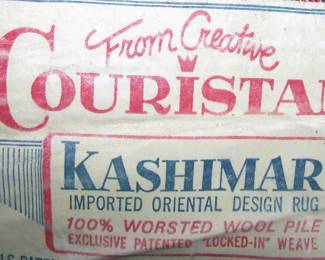 From Creative
COURISTAN
KASHIMAR
IMPORTED ORIENTAL DESIGN RUG
100% WORSTED WOOL PILE
EXCLUSIVE PATENTED "LOCKED-IN" WEAVE